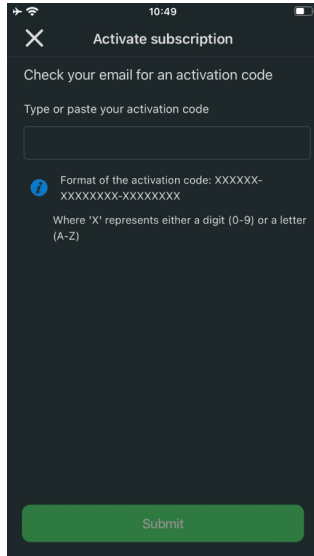 10:49
Activate subscription
Check your email for an activation code
Type or paste your activation code
Format of the activation code: XXXXXX-
XXXXXXXX-XXXXXXXX
Where 'X' represents either a digit (0-9) or a letter
(A-Z)
Submit